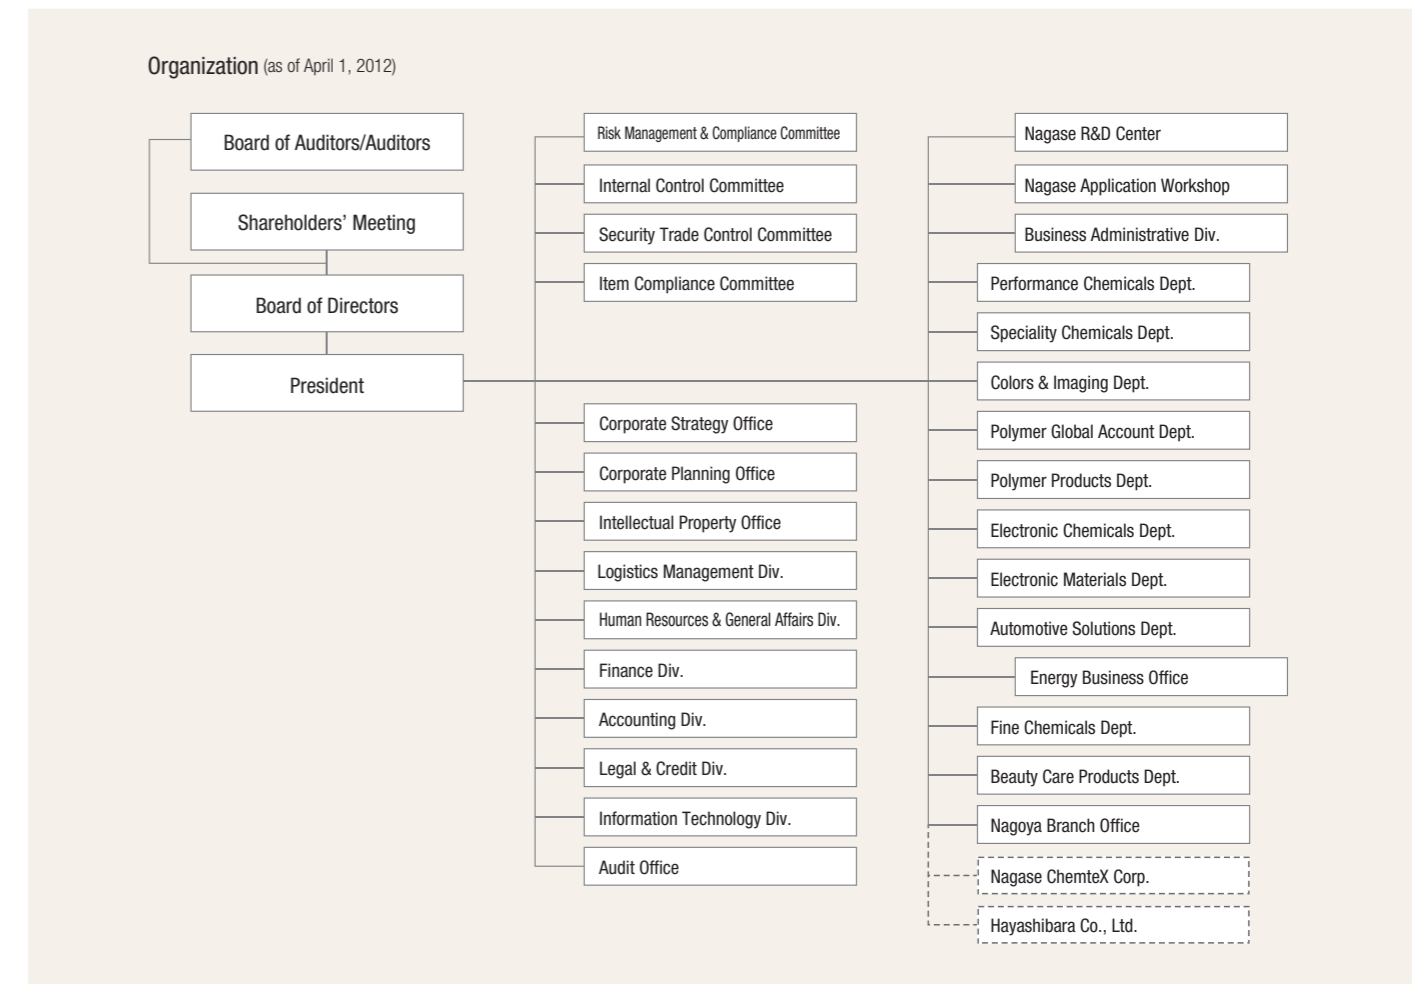 Organization (as of April 1, 2012)
Board of Auditors/Auditors
Shareholders’ Meeting
Board of Directors
President
Risk Management & Compliance Committee
Internal Control Committee
Security Trade Control Committee
Item Compliance Committee
Corporate Strategy Office
Corporate Planning Office
Intellectual Property Office
Logistics Management Div.
Human Resources & General Affairs Div.
Finance Div.
Accounting Div.
Legal & Credit Div.
Information Technology Div.
Audit Office
Nagase R&D Center
Nagase Application Workshop
Business Administrative Div.
Performance Chemicals Dept.
Speciality Chemicals Dept.
Colors & Imaging Dept.
Polymer Global Account Dept.
Polymer Products Dept.
Electronic Chemicals Dept.
Electronic Materials Dept.
Automotive Solutions Dept.
Energy Business Office
Fine Chemicals Dept.
Beauty Care Products Dept.
Nagoya Branch Office
Nagase ChemteX Corp.
Hayashibara Co., Ltd.